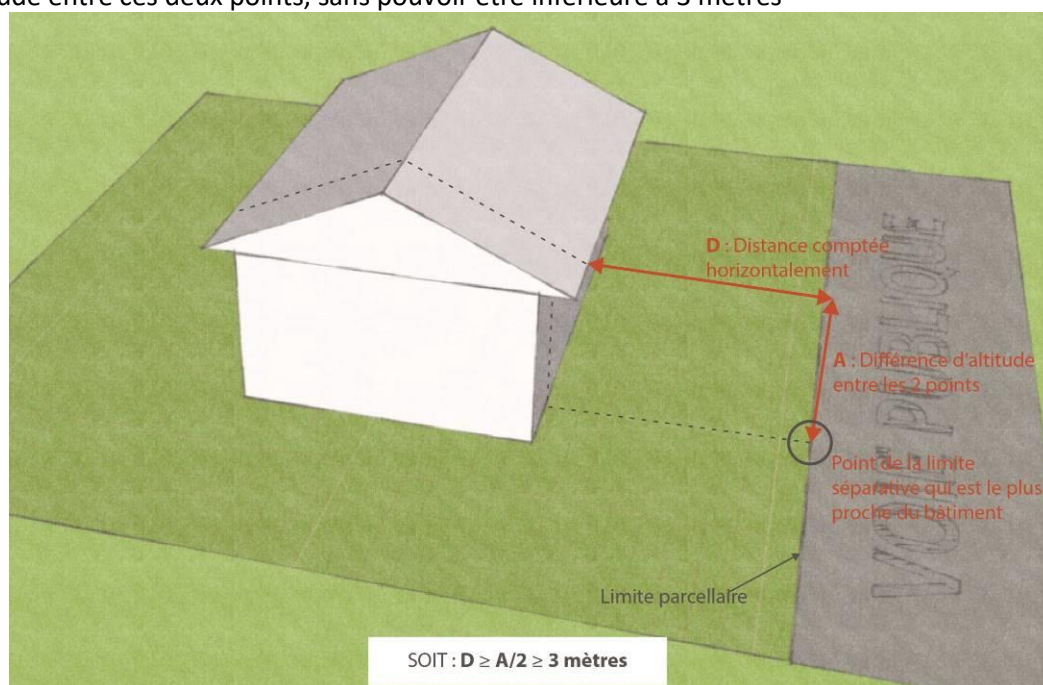 ude entre ces deux points, sans pouvoir être inférieure à 3 mètres
D : Distance comptée
horizontalement
A : Différence d'altitude
entre les 2 points
Point de la limite
séparative qui est le plus
proche du bâtiment
VOIE PUBLIQUE
Limite parcellaire
SOIT : D ≥ A/2 ≥ 3 mètres